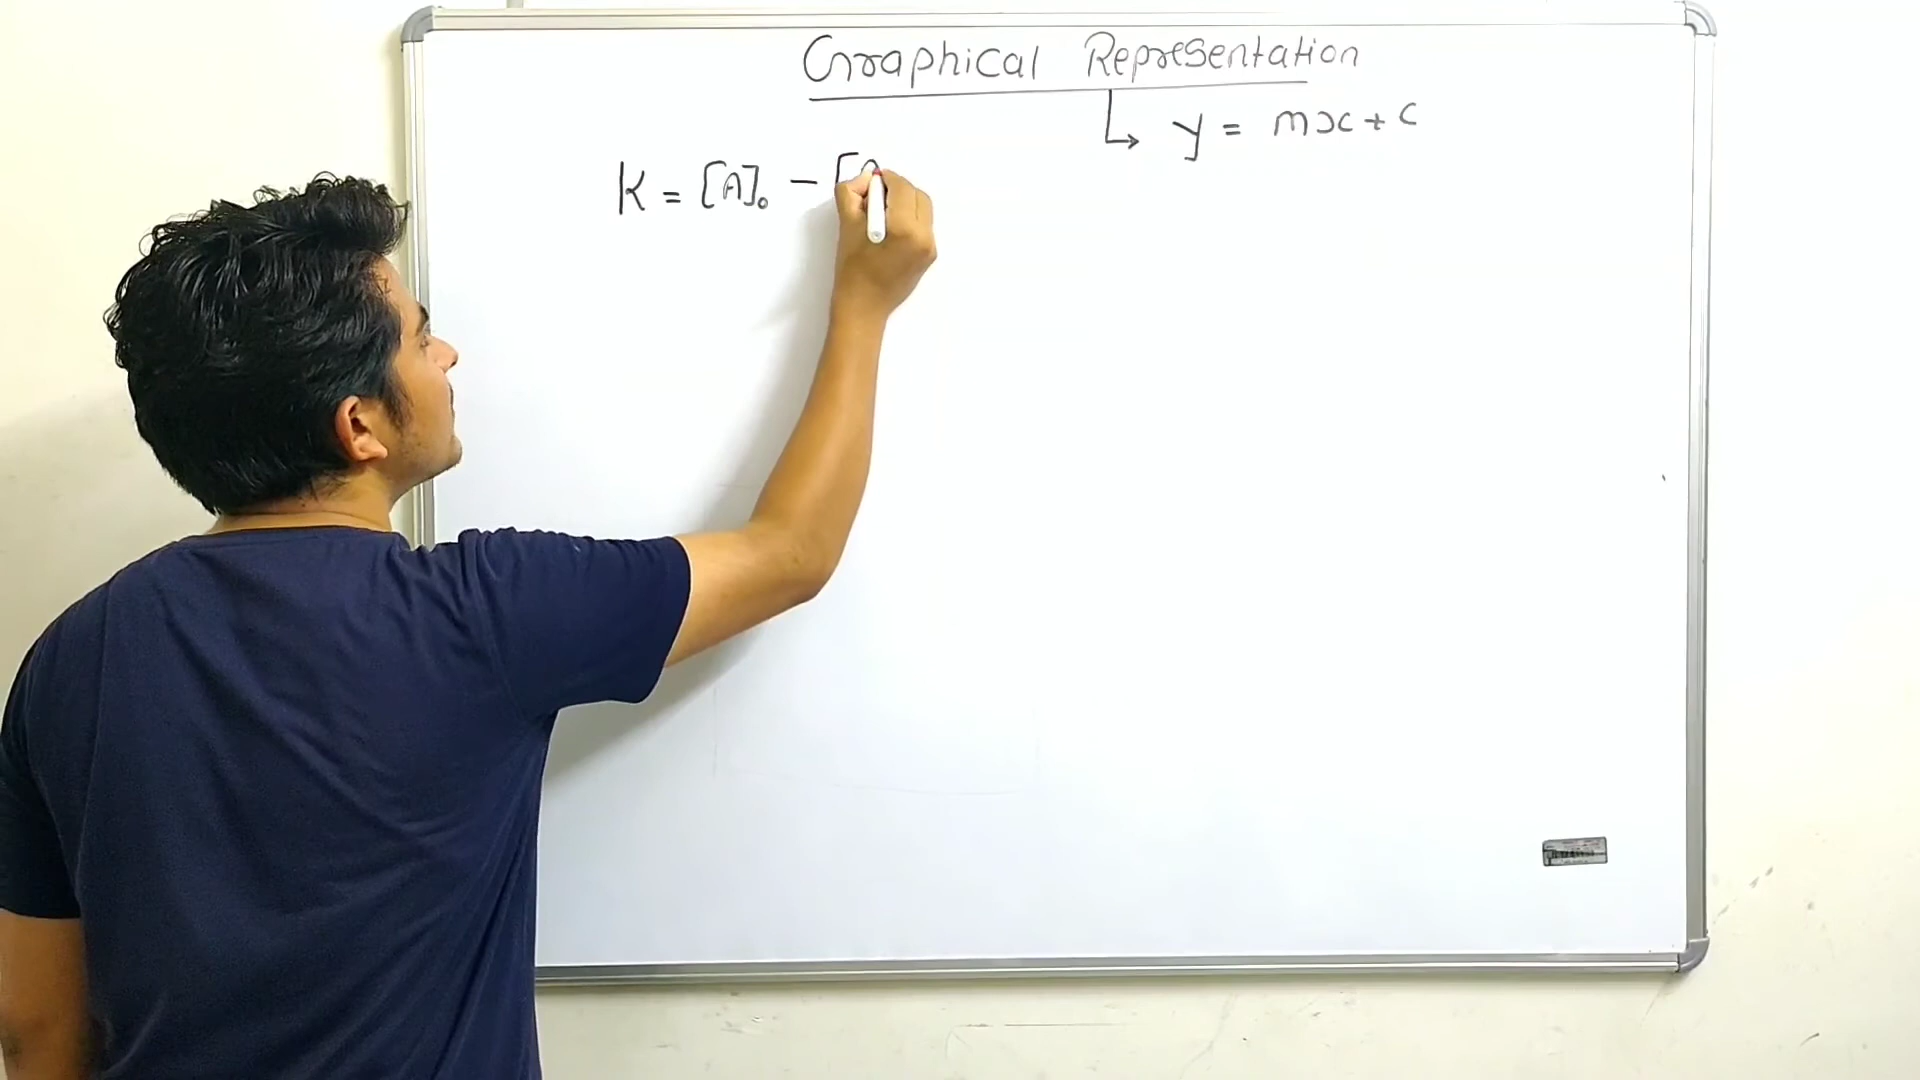 Graphical Representation
↳ y = mx + c
K = [A]₀ - [A